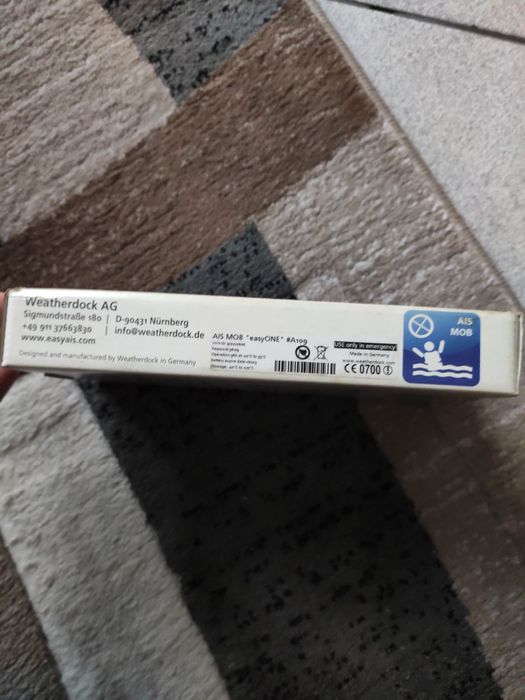 Weatherdock AG
Sigmundstraße 180 | D-90431 Nürnberg
+49 911 37663830 | info@weatherdock.de
www.easyais.com
Designed and manufactured by Weatherdock in Germany
AIS MOB "easyONE" #A109
USE only in emergency!
Made in Germany
www.weatherdock.com
CE 0700
AIS
MOB